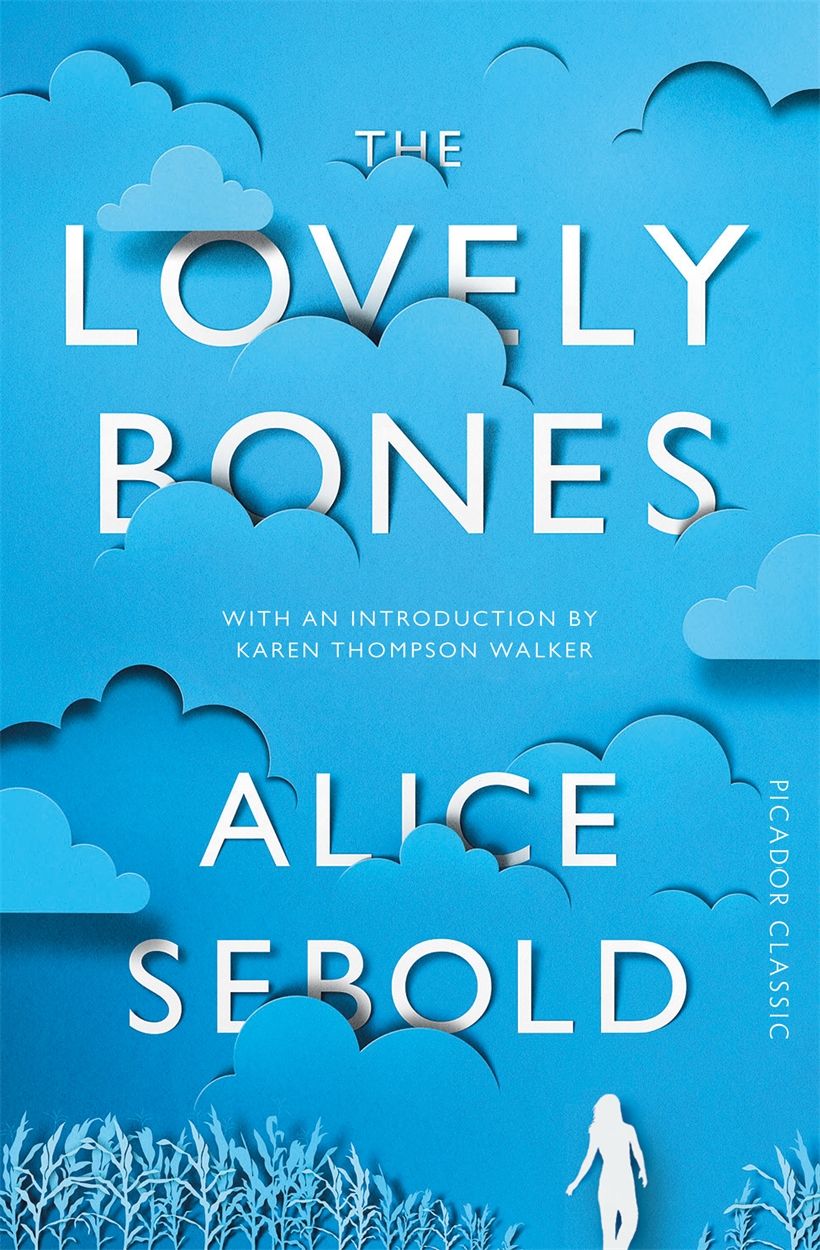 THE
LOVELY
BONES
WITH AN INTRODUCTION BY
KAREN THOMPSON WALKER
ALICE
SEBOLD
PICADOR CLASSIC